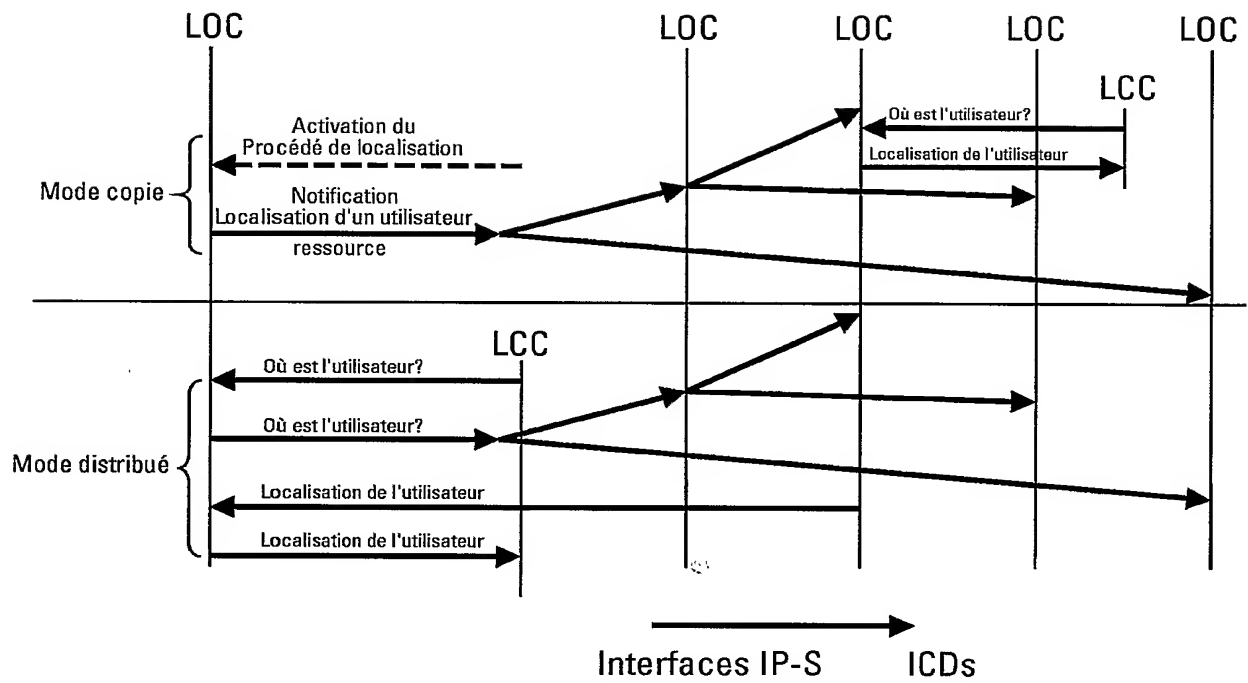 LOC
LOC
LOC
LOC
LOC
LCC
Où est l'utilisateur?
Localisation de l'utilisateur
Activation du
Procédé de localisation
Mode copie
Notification
Localisation d'un utilisateur
ressource
LCC
Où est l'utilisateur?
Où est l'utilisateur?
Mode distribué
Localisation de l'utilisateur
Localisation de l'utilisateur
Interfaces IP-S
ICDs